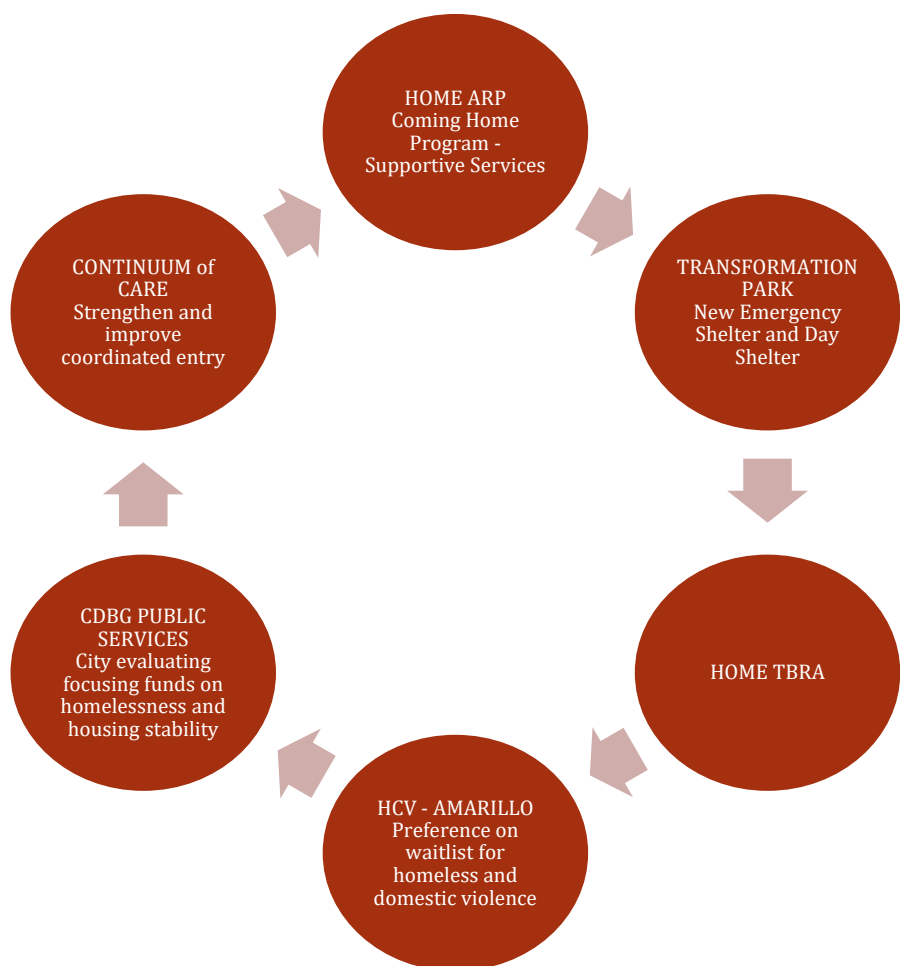 HOME ARP
Coming Home
Program -
Supportive Services
TRANSFORMATION
PARK
New Emergency
Shelter and Day
Shelter
HOME TBRA
HCV - AMARILLO
Preference on
waitlist for
homeless and
domestic violence
CDBG PUBLIC
SERVICES
City evaluating
focusing funds on
homelessness and
housing stability
CONTINUUM of
CARE
Strengthen and
improve
coordinated entry